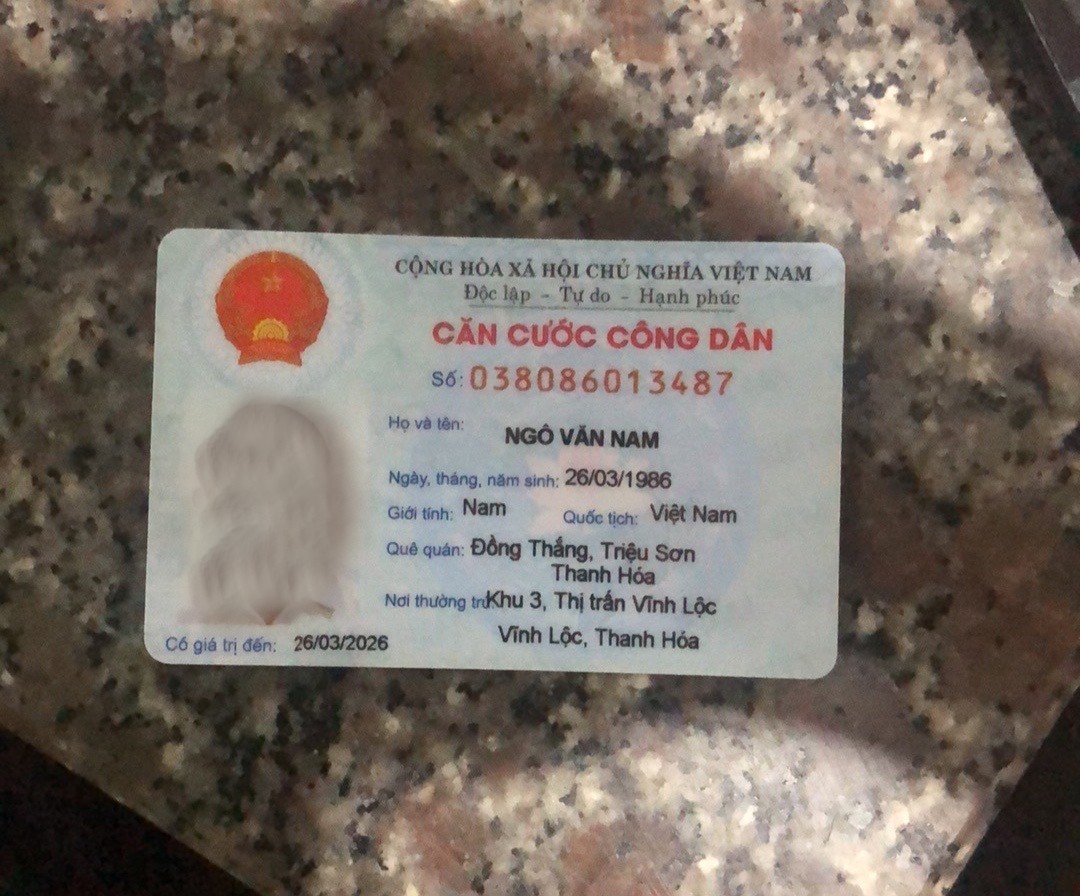 CỘNG HÒA XÃ HỘI CHỦ NGHĨA VIỆT NAM
Độc lập - Tự do - Hạnh phúc
CĂN CƯỚC CÔNG DÂN
Số: 038086013487
Họ và tên: NGÔ VĂN NAM
Ngày, tháng, năm sinh: 26/03/1986
Giới tính: Nam Quốc tịch: Việt Nam
Quê quán: Đồng Thắng, Triệu Sơn
Thanh Hóa
Nơi thường trú: Khu 3, Thị trấn Vĩnh Lộc
Vĩnh Lộc, Thanh Hóa
Có giá trị đến: 26/03/2026